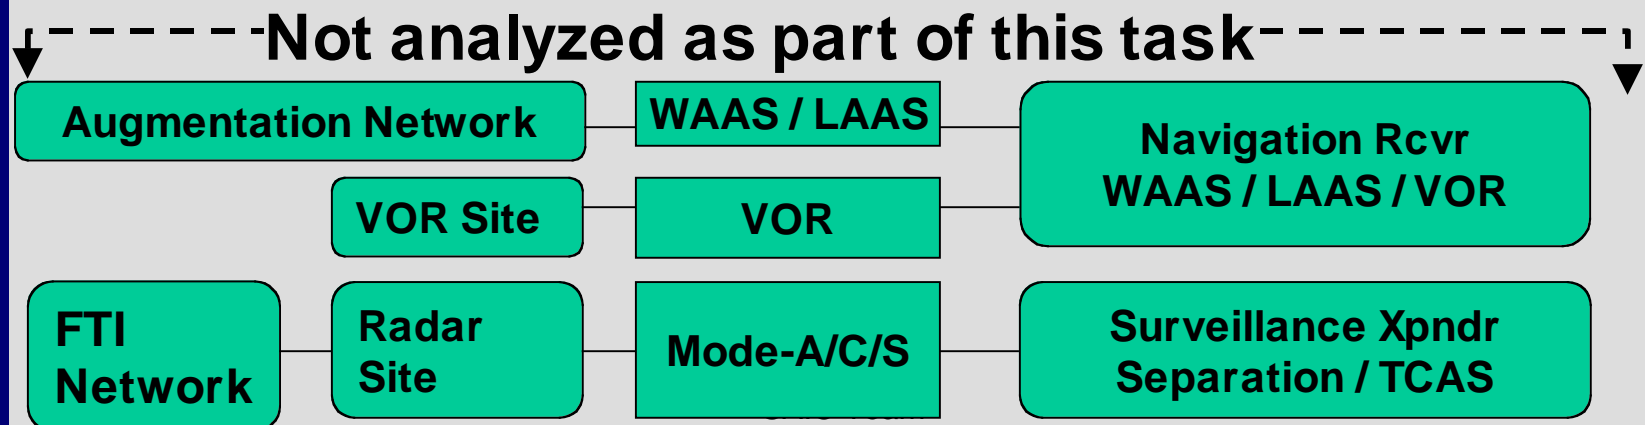 Not analyzed as part of this task
Augmentation Network
WAAS / LAAS
Navigation Rcvr
WAAS / LAAS / VOR
VOR Site
VOR
FTI
Network
Radar
Site
Mode-A/C/S
Surveillance Xpndr
Separation / TCAS